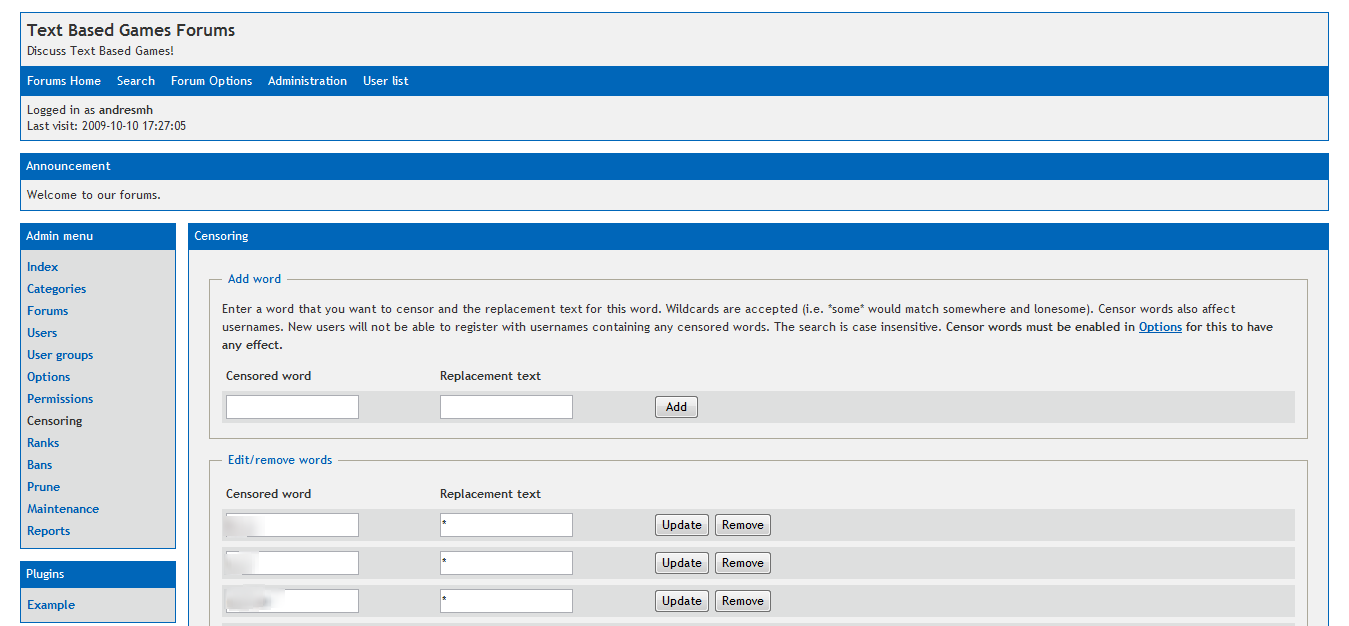 Text Based Games Forums
Discuss Text Based Games!
Forums Home Search Forum Options Administration User list
Logged in as andresmh
Last visit: 2009-10-10 17:27:05
Announcement
Welcome to our forums.
Admin menu
Index
Categories
Forums
Users
User groups
Options
Permissions
Censoring
Ranks
Bans
Prune
Maintenance
Reports
Plugins
Example
Censoring
Add word
Enter a word that you want to censor and the replacement text for this word. Wildcards are accepted (i.e. *some* would match somewhere and lonesome). Censor words also affect
usernames. New users will not be able to register with usernames containing any censored words. The search is case insensitive. Censor words must be enabled in Options for this to have
any effect.
Censored word Replacement text
Add
Edit/remove words
Censored word Replacement text
* Update Remove
* Update Remove
* Update Remove